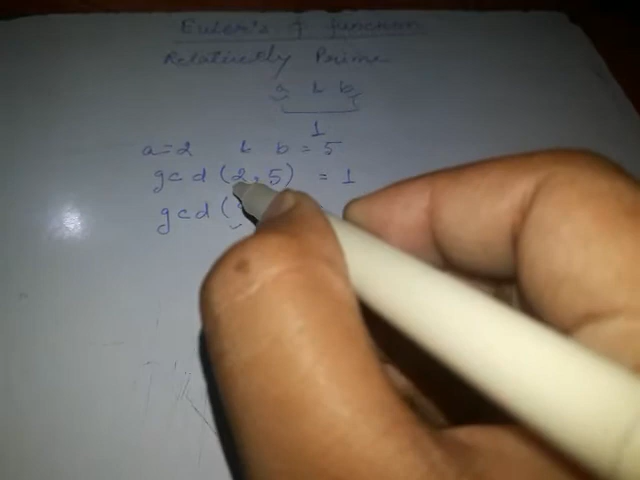 Euler's φ function
Relatively Prime
a & b
1
a=2 & b = 5
gcd (2, 5) = 1
gcd (